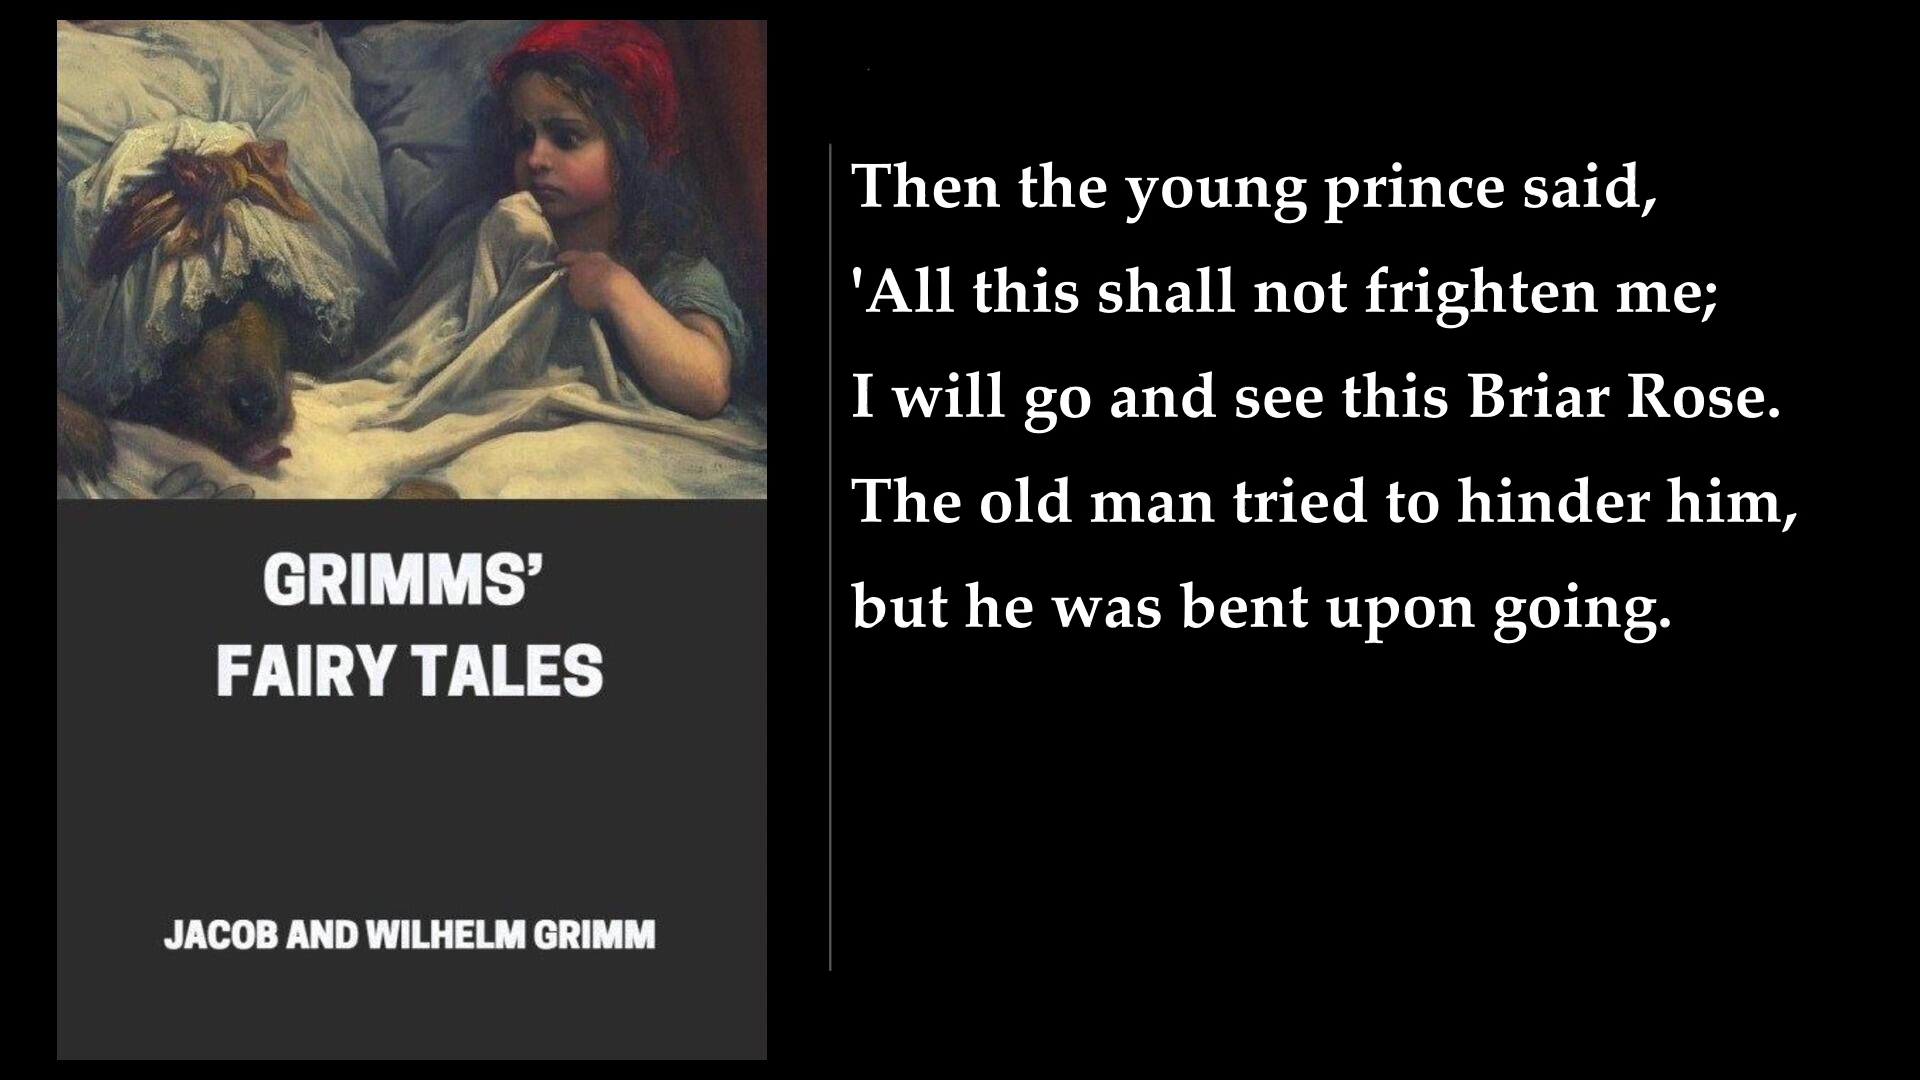 GRIMMS’
FAIRY TALES
JACOB AND WILHELM GRIMM
Then the young prince said,
'All this shall not frighten me;
I will go and see this Briar Rose.
The old man tried to hinder him,
but he was bent upon going.